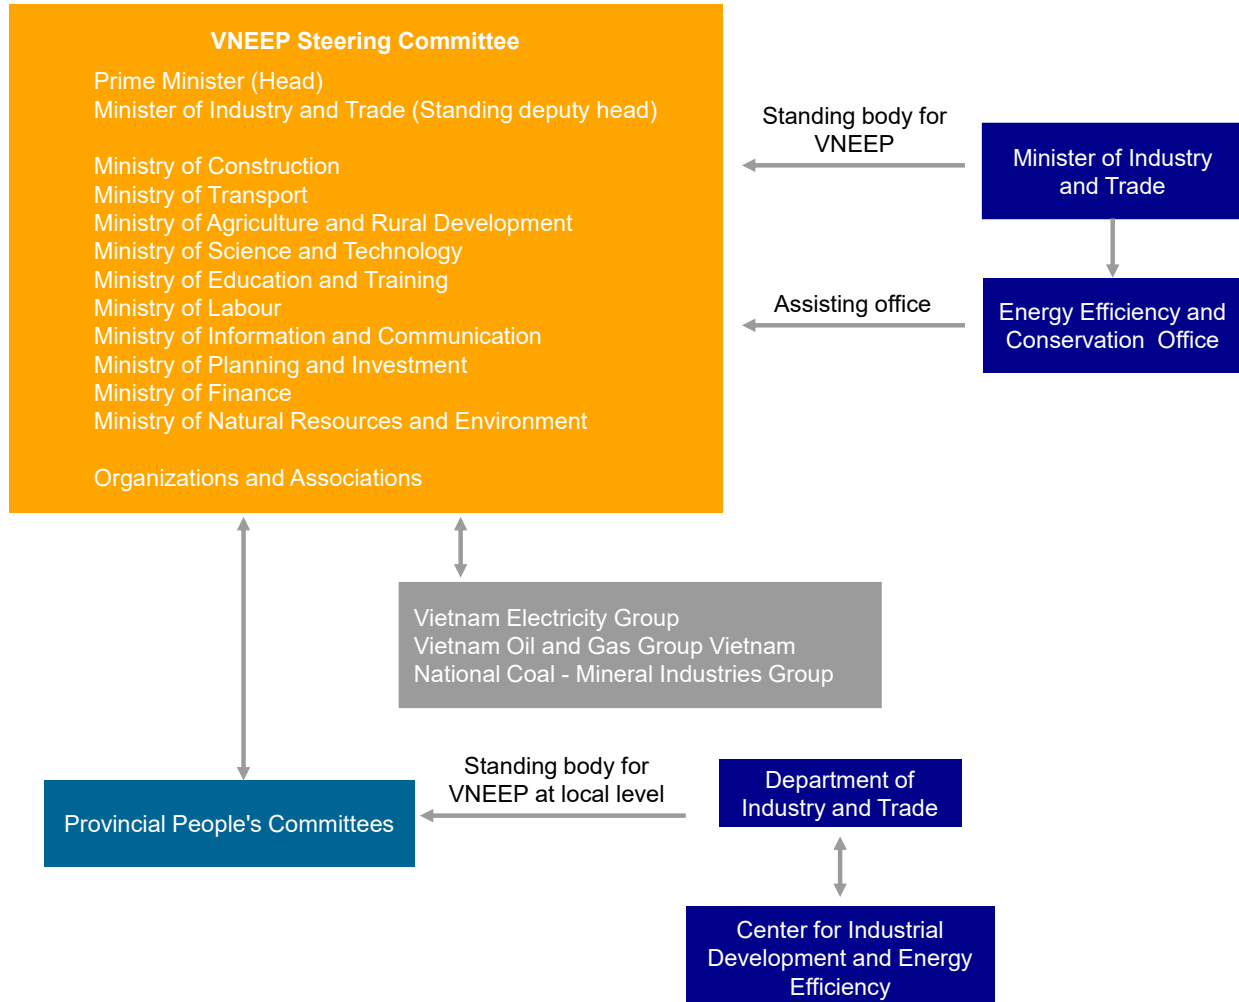 VNEEP Steering Committee
Prime Minister (Head)
Minister of Industry and Trade (Standing deputy head)
Ministry of Construction
Ministry of Transport
Ministry of Agriculture and Rural Development
Ministry of Science and Technology
Ministry of Education and Training
Ministry of Labour
Ministry of Information and Communication
Ministry of Planning and Investment
Ministry of Finance
Ministry of Natural Resources and Environment
Organizations and Associations
Standing body for
VNEEP
Minister of Industry
and Trade
Assisting office
Energy Efficiency and
Conservation Office
Vietnam Electricity Group
Vietnam Oil and Gas Group Vietnam
National Coal - Mineral Industries Group
Provincial People's Committees
Standing body for
VNEEP at local level
Department of
Industry and Trade
Center for Industrial
Development and Energy
Efficiency